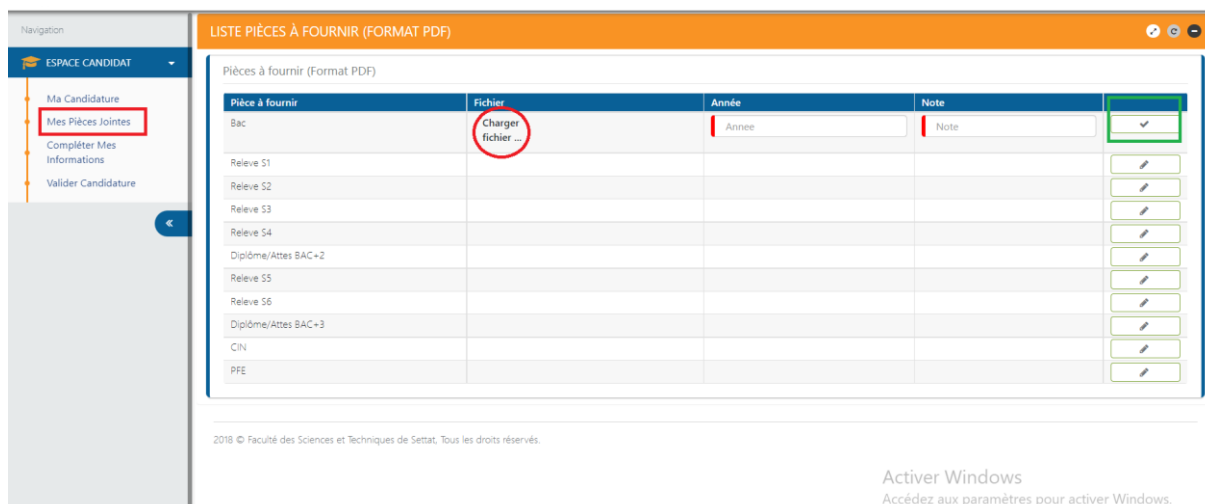 Navigation
LISTE PIÈCES À FOURNIR (FORMAT PDF)
ESPACE CANDIDAT
Ma Candidature
Mes Pièces Jointes
Compléter Mes
Informations
Valider Candidature
Pièces à fournir (Format PDF)
Pièce à fournir Fichier Année Note
Bac Charger Annee Note
fichier ...
Releve S1
Releve S2
Releve S3
Releve S4
Diplôme/Attes BAC+2
Releve S5
Releve S6
Diplôme/Attes BAC+3
CIN
PFE
2018 © Faculté des Sciences et Techniques de Settat, Tous les droits réservés.
Activer Windows
Accédez aux paramètres pour activer Windows.